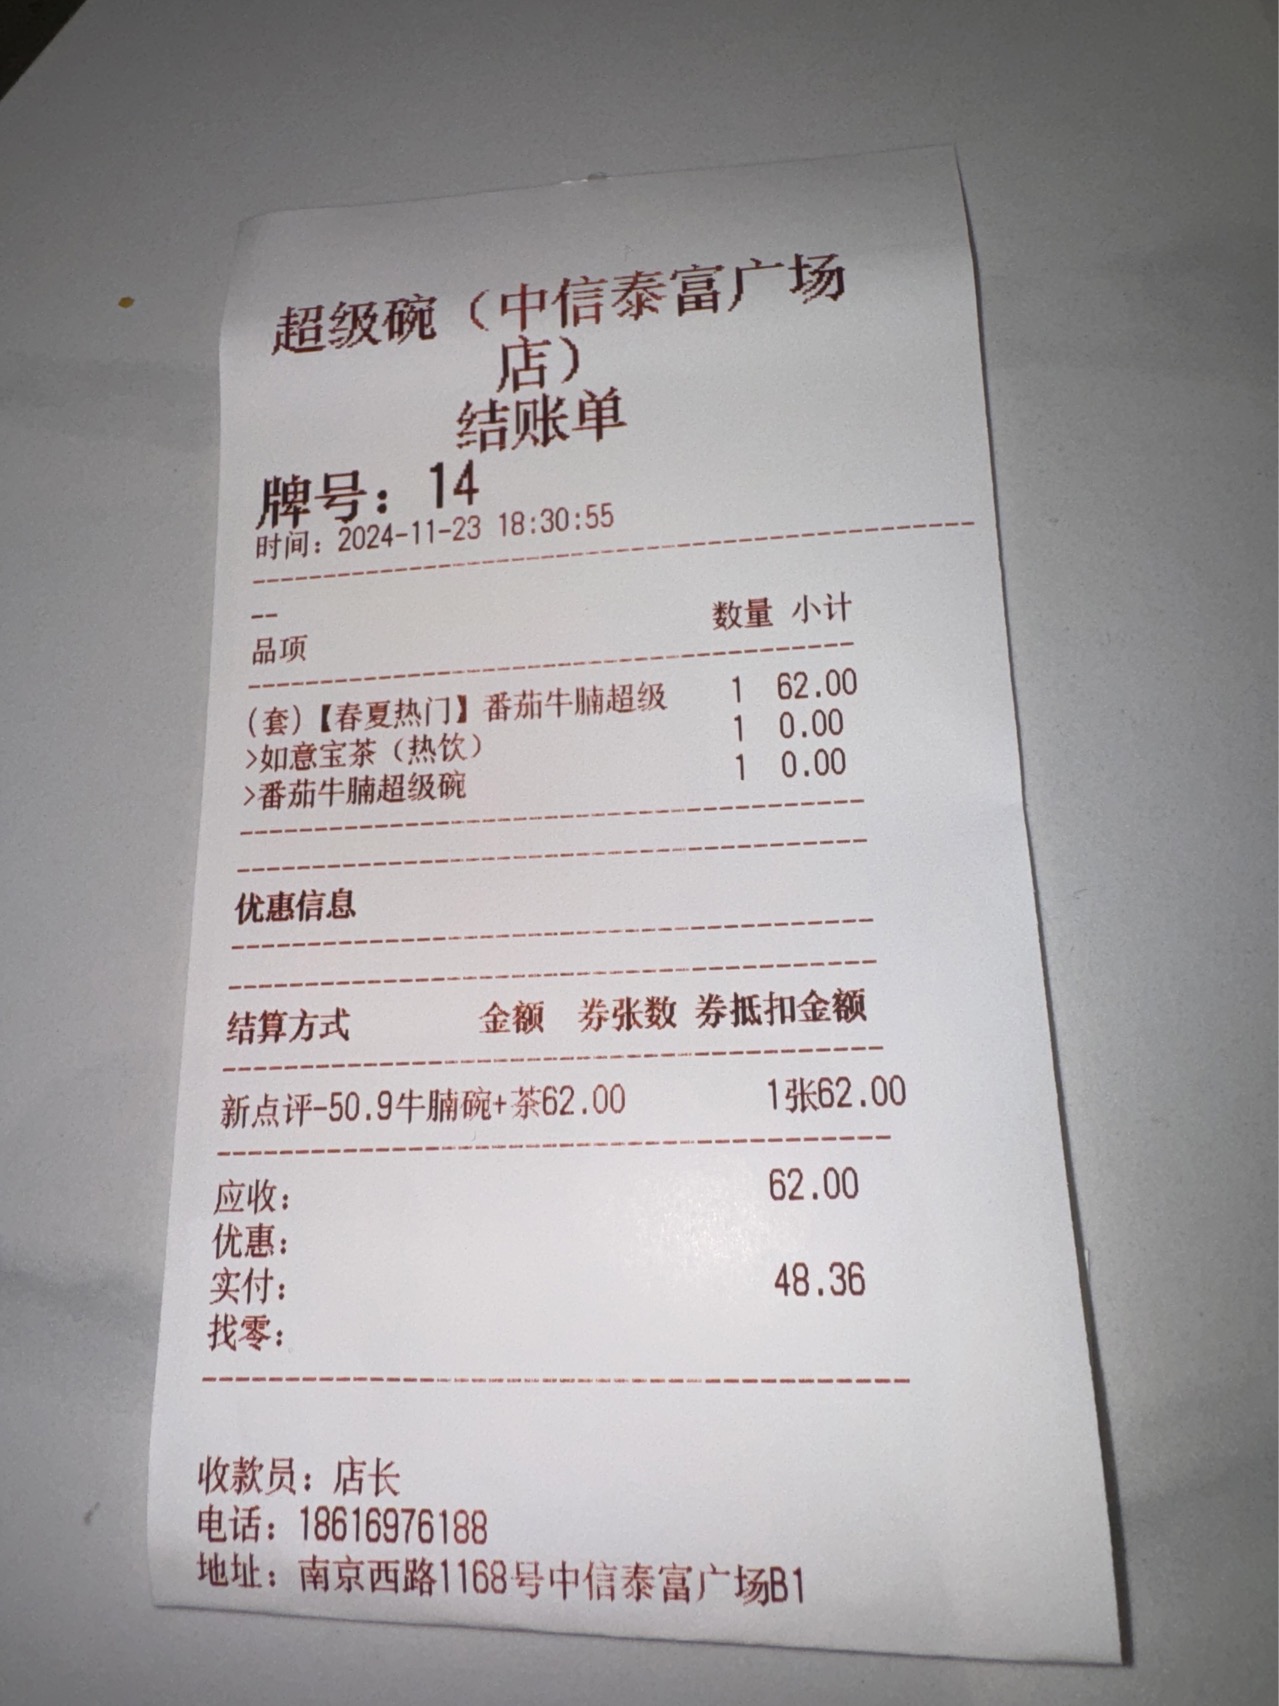 超级碗（中信泰富广场
店）
结账单
牌号：14
时间：2024-11-23 18:30:55
--
品项 数量 小计
(套)【春夏热门】番茄牛腩超级 1 62.00
>如意宝茶（热饮） 1 0.00
>番茄牛腩超级碗 1 0.00
优惠信息
结算方式 金额 券张数 券抵扣金额
新点评-50.9牛腩碗+茶62.00 1张62.00
应收： 62.00
优惠：
实付： 48.36
找零：
收款员：店长
电话：18616976188
地址：南京西路1168号中信泰富广场B1